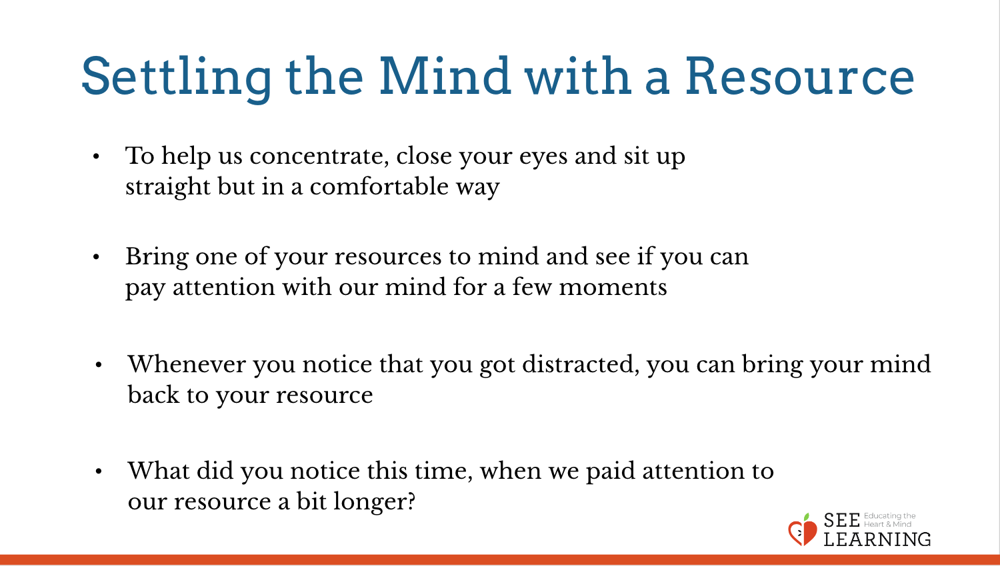 Settling the Mind with a Resource
• To help us concentrate, close your eyes and sit up
straight but in a comfortable way
• Bring one of your resources to mind and see if you can
pay attention with our mind for a few moments
• Whenever you notice that you got distracted, you can bring your mind
back to your resource
• What did you notice this time, when we paid attention to
our resource a bit longer?
SEE Educating the
Heart & Mind
LEARNING